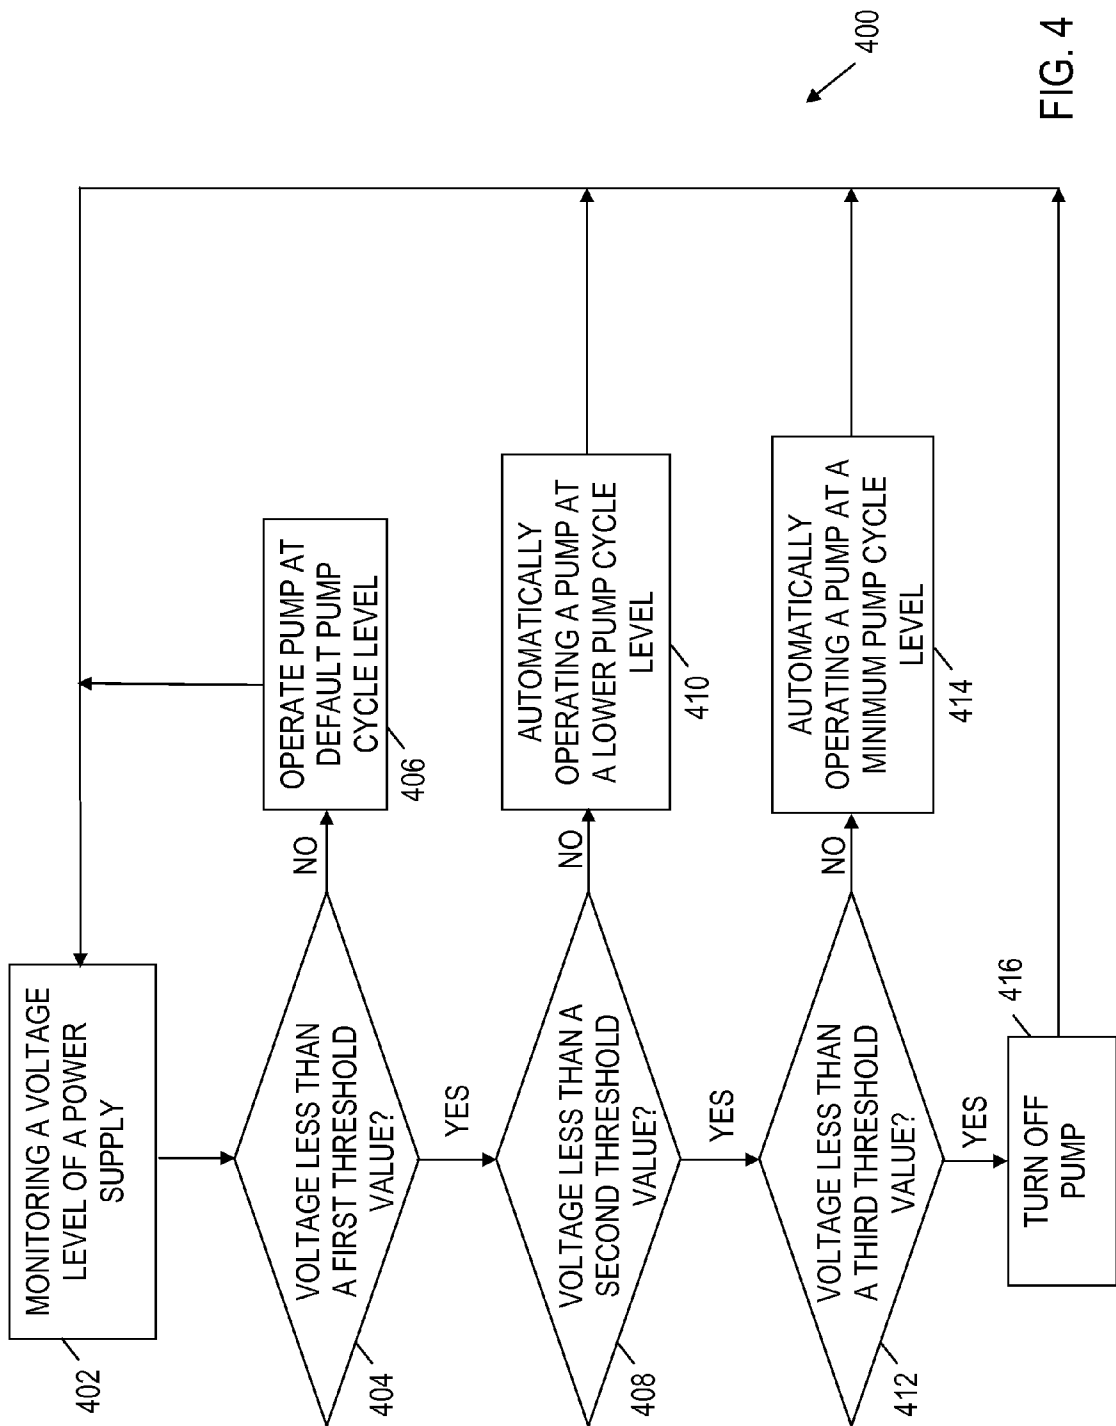 402
MONITORING A VOLTAGE
LEVEL OF A POWER
SUPPLY
404
VOLTAGE LESS THAN
A FIRST THRESHOLD
VALUE?
NO
OPERATE PUMP AT
DEFAULT PUMP
CYCLE LEVEL
406
YES
408
VOLTAGE LESS THAN A
SECOND THRESHOLD
VALUE?
NO
AUTOMATICALLY
OPERATING A PUMP AT
A LOWER PUMP CYCLE
LEVEL
410
YES
412
VOLTAGE LESS THAN
A THIRD THRESHOLD
VALUE?
NO
AUTOMATICALLY
OPERATING A PUMP AT A
MINIMUM PUMP CYCLE
LEVEL
414
YES
416
TURN OFF
PUMP
400
FIG. 4